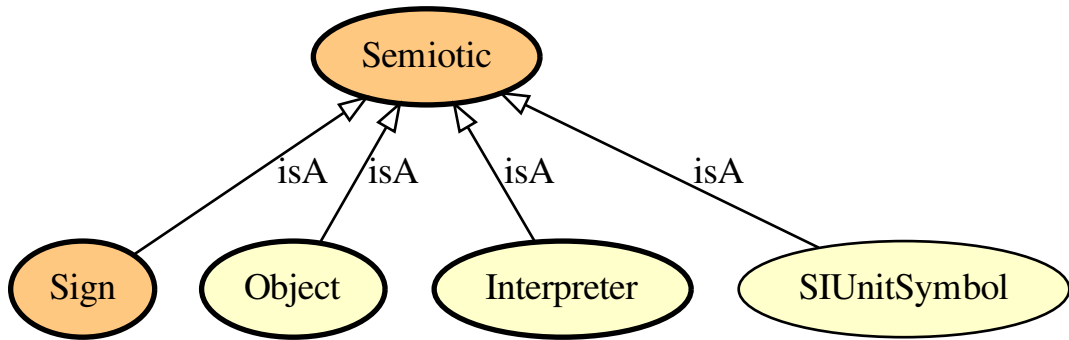 Semiotic
isA isA isA isA
Sign Object Interpreter SIUnitSymbol